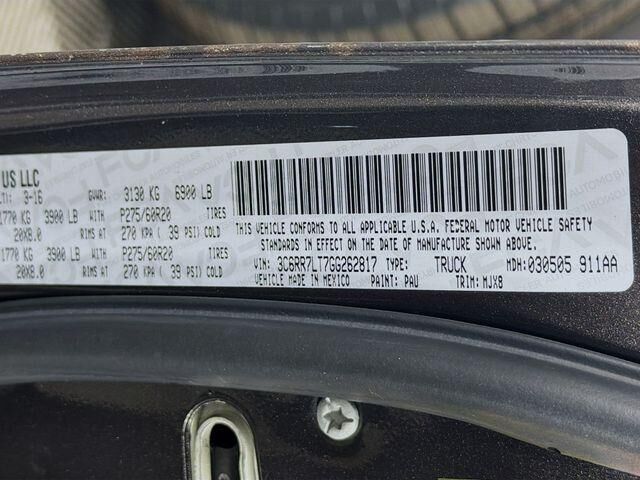 US LLC
LTI: 3-16 GVWR: 3130 KG 6900 LB
1770 KG 3900 LB WITH P275/60R20 TIRES
20X8.0 RIMS AT 270 KPA ( 39 PSI) COLD
1770 KG 3900 LB WITH P275/60R20 TIRES
20X8.0 RIMS AT 270 KPA ( 39 PSI) COLD
THIS VEHICLE CONFORMS TO ALL APPLICABLE U.S.A. FEDERAL MOTOR VEHICLE SAFETY
STANDARDS IN EFFECT ON THE DATE OF MANUFACTURE SHOWN ABOVE.
VIN: 3C6RR7LT7GG262817 TYPE: TRUCK MDH: 030505 911AA
VEHICLE MADE IN MEXICO PAINT: PAU TRIM: MJX8